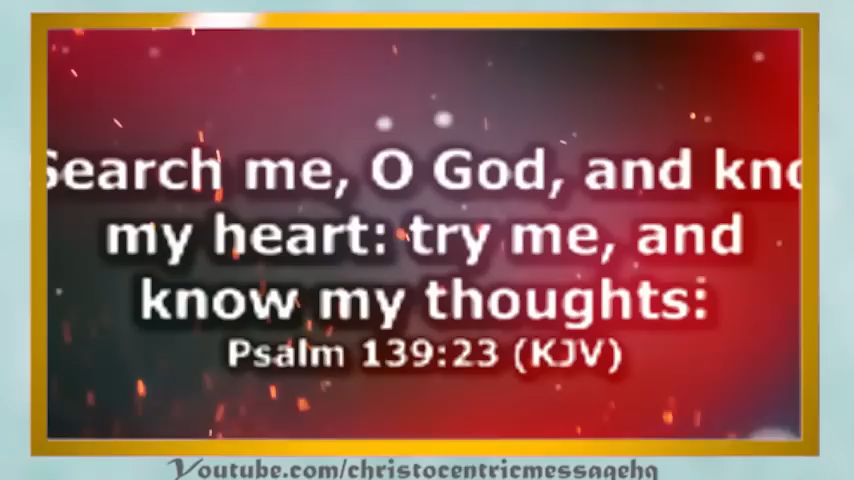 Search me, O God, and kno
my heart: try me, and
know my thoughts:
Psalm 139:23 (KJV)
Youtube.com/christocentricmessagehq